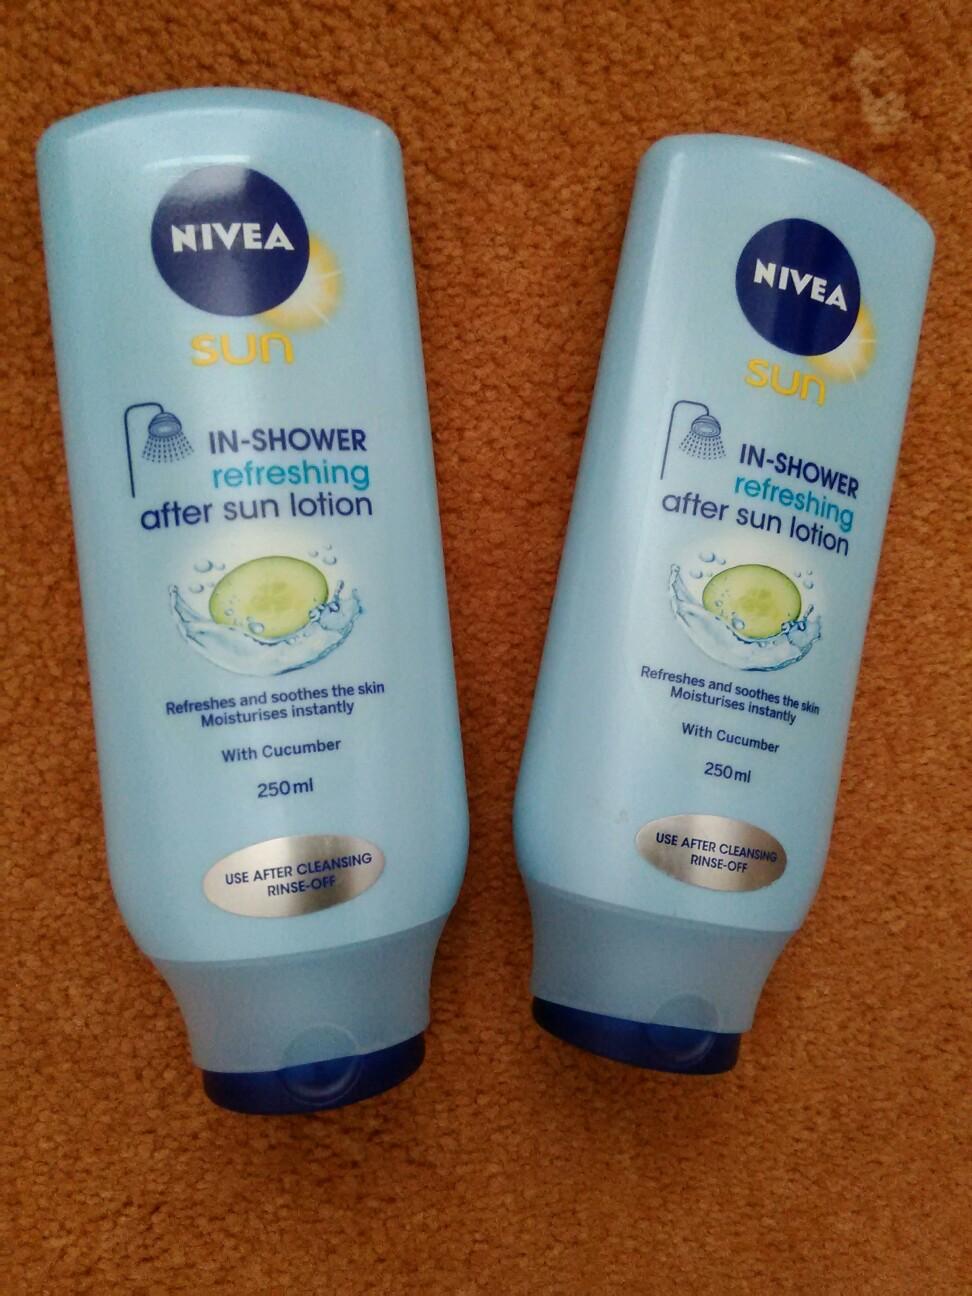 NIVEA
sun
IN-SHOWER
refreshing
after sun lotion
Refreshes and soothes the skin
Moisturises instantly
With Cucumber
250ml
USE AFTER CLEANSING
RINSE-OFF
NIVEA
sun
IN-SHOWER
refreshing
after sun lotion
Refreshes and soothes the skin
Moisturises instantly
With Cucumber
250ml
USE AFTER CLEANSING
RINSE-OFF